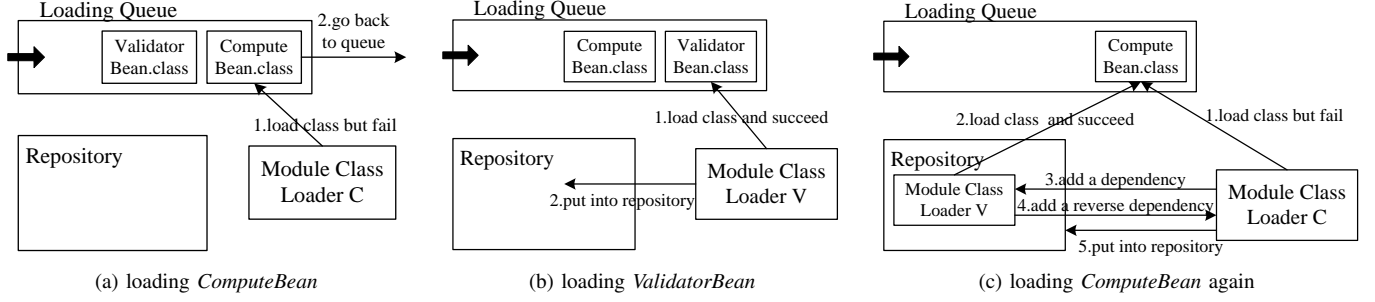 Loading Queue
Validator
Bean.class
Compute
Bean.class
2.go back
to queue
1.load class but fail
Repository
Module Class
Loader C
(a) loading ComputeBean
Loading Queue
Compute
Bean.class
Validator
Bean.class
1.load class and succeed
Repository
2.put into repository
Module Class
Loader V
(b) loading ValidatorBean
Loading Queue
Compute
Bean.class
2.load class and succeed
1.load class but fail
Repository
Module Class
Loader V
3.add a dependency
4.add a reverse dependency
5.put into repository
Module Class
Loader C
(c) loading ComputeBean again